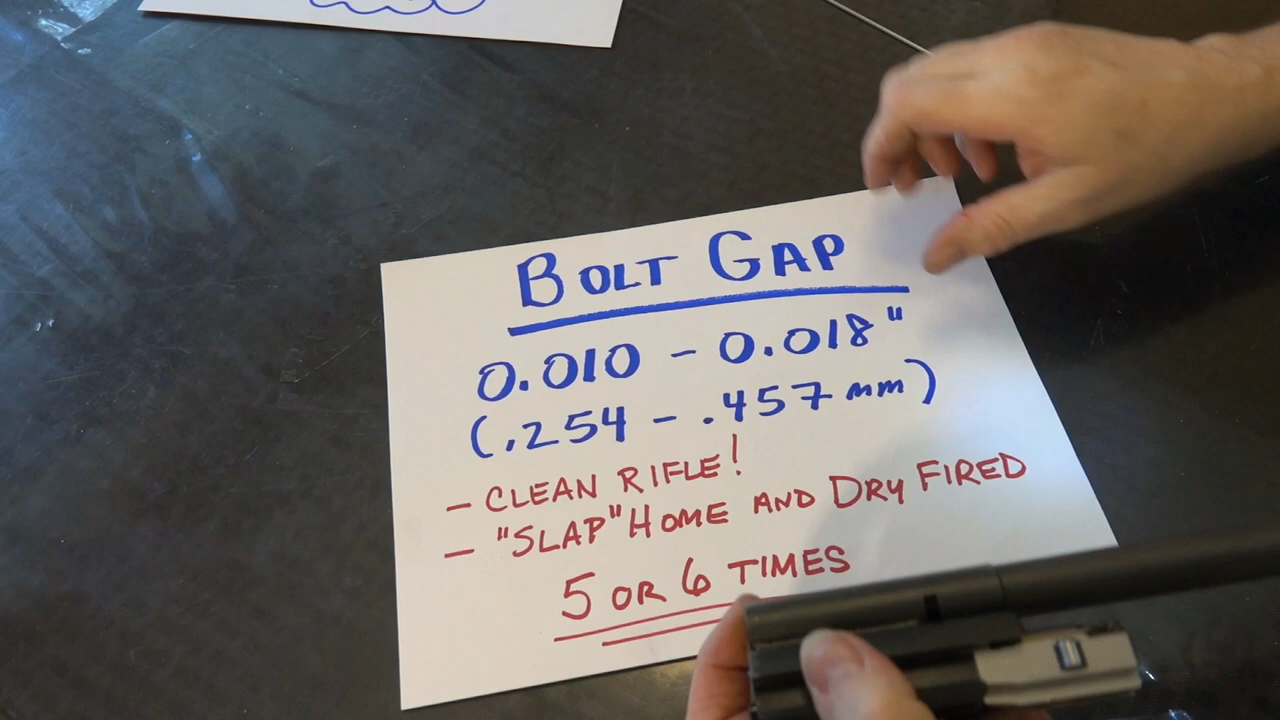 BOLT GAP
0.010 - 0.018"
(.254 - .457 mm)
- CLEAN RIFLE!
- "SLAP" HOME AND DRY FIRED
5 OR 6 TIMES